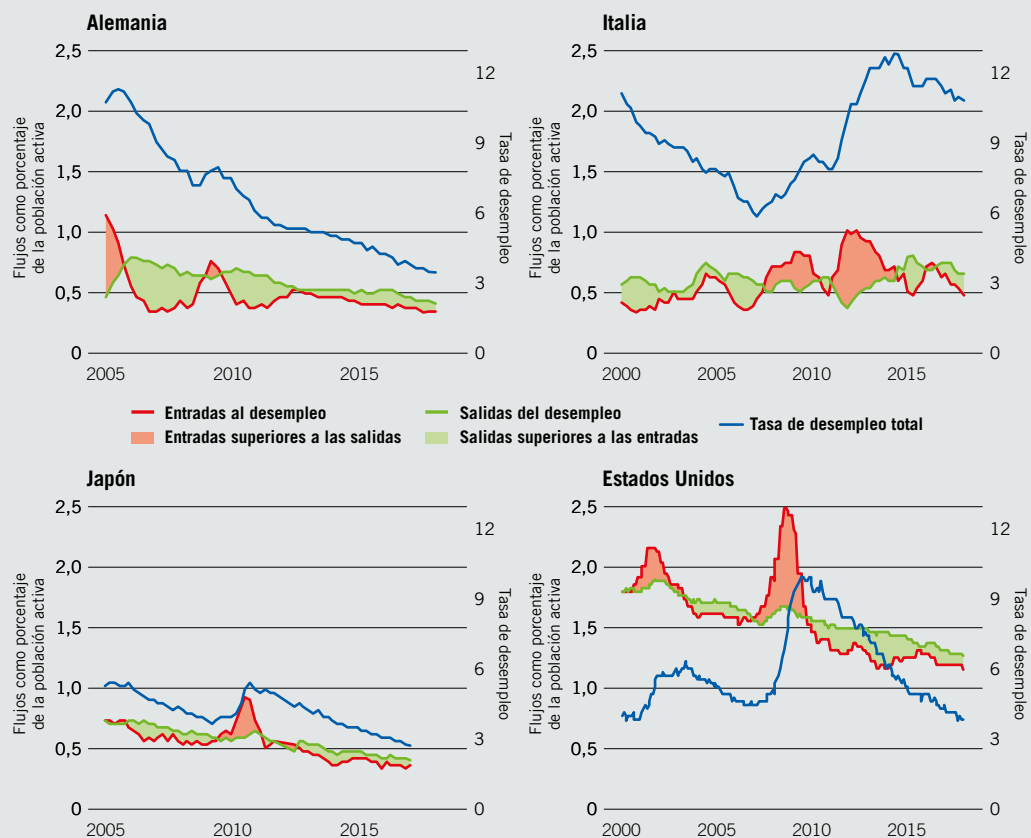 Alemania
Flujos como porcentaje
de la población activa
2,5
2,0
1,5
1,0
0,5
0
12
9
6
3
0
Tasa de desempleo
2005
2010
2015
Italia
Flujos como porcentaje
de la población activa
2,5
2,0
1,5
1,0
0,5
0
12
9
6
3
0
Tasa de desempleo
2000
2005
2010
2015
Entradas al desempleo
Salidas del desempleo
Tasa de desempleo total
Entradas superiores a las salidas
Salidas superiores a las entradas
Japón
Flujos como porcentaje
de la población activa
2,5
2,0
1,5
1,0
0,5
0
12
9
6
3
0
Tasa de desempleo
2005
2010
2015
Estados Unidos
Flujos como porcentaje
de la población activa
2,5
2,0
1,5
1,0
0,5
0
12
9
6
3
0
Tasa de desempleo
2000
2005
2010
2015